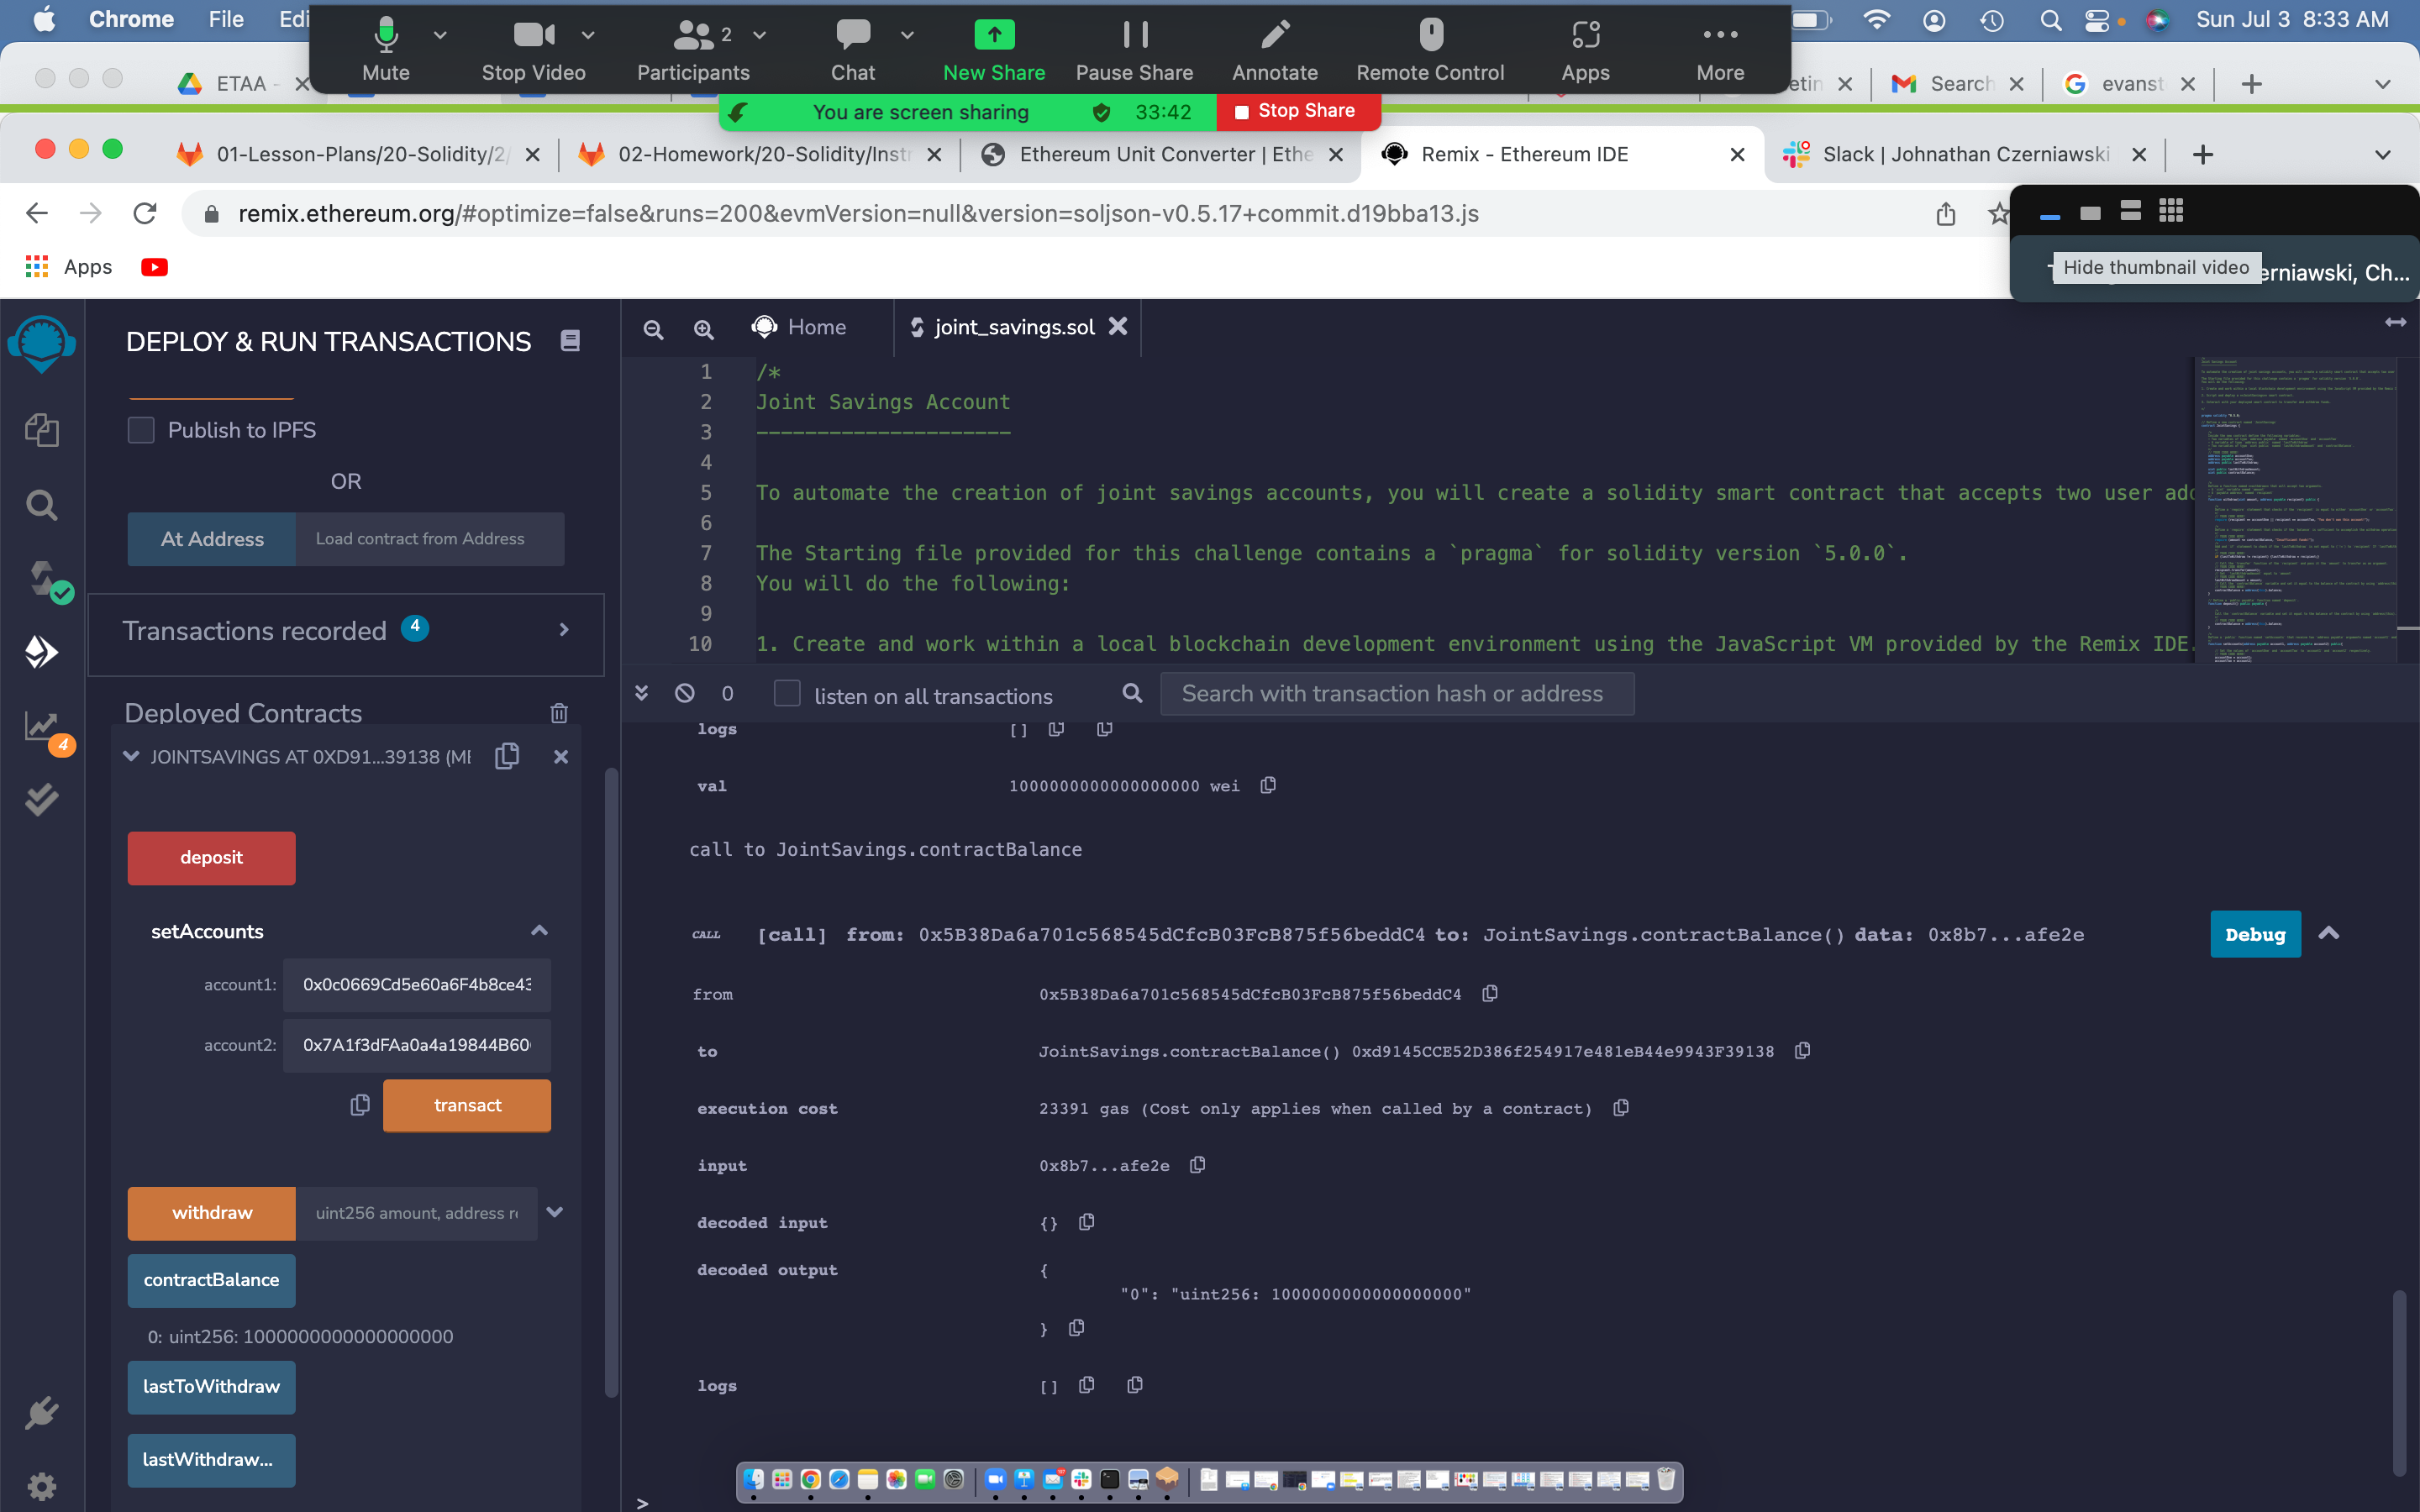 Chrome File Edi Sun Jul 3 8:33 AM
Mute Stop Video Participants 2 Chat New Share Pause Share Annotate Remote Control Apps More
ETAA - etin Search evanst
You are screen sharing 33:42 Stop Share
01-Lesson-Plans/20-Solidity/2/ 02-Homework/20-Solidity/Instr Ethereum Unit Converter | Ethe Remix - Ethereum IDE Slack | Johnathan Czerniawski
remix.ethereum.org/#optimize=false&runs=200&evmVersion=null&version=soljson-v0.5.17+commit.d19bba13.js
Apps
Hide thumbnail video erniawski, Ch...
DEPLOY & RUN TRANSACTIONS
Publish to IPFS
OR
At Address Load contract from Address
Transactions recorded 4
Deployed Contracts
JOINTSAVINGS AT 0XD91...39138 (ME
4
deposit
setAccounts
account1: 0x0c0669Cd5e60a6F4b8ce43
account2: 0x7A1f3dFAa0a4a19844B60
transact
withdraw uint256 amount, address re
contractBalance
0: uint256: 1000000000000000000
lastToWithdraw
lastWithdraw...
Home joint_savings.sol
1 /*
2 Joint Savings Account
3 ---------------------
4
5 To automate the creation of joint savings accounts, you will create a solidity smart contract that accepts two user add
6
7 The Starting file provided for this challenge contains a `pragma` for solidity version `5.0.0`.
8 You will do the following:
9
10 1. Create and work within a local blockchain development environment using the JavaScript VM provided by the Remix IDE.
0 listen on all transactions Search with transaction hash or address
logs []
val 1000000000000000000 wei
call to JointSavings.contractBalance
CALL [call] from: 0x5B38Da6a701c568545dCfcB03FcB875f56beddC4 to: JointSavings.contractBalance() data: 0x8b7...afe2e Debug
from 0x5B38Da6a701c568545dCfcB03FcB875f56beddC4
to JointSavings.contractBalance() 0xd9145CCE52D386f254917e481eB44e9943F39138
execution cost 23391 gas (Cost only applies when called by a contract)
input 0x8b7...afe2e
decoded input {}
decoded output {
"0": "uint256: 1000000000000000000"
}
logs []
>